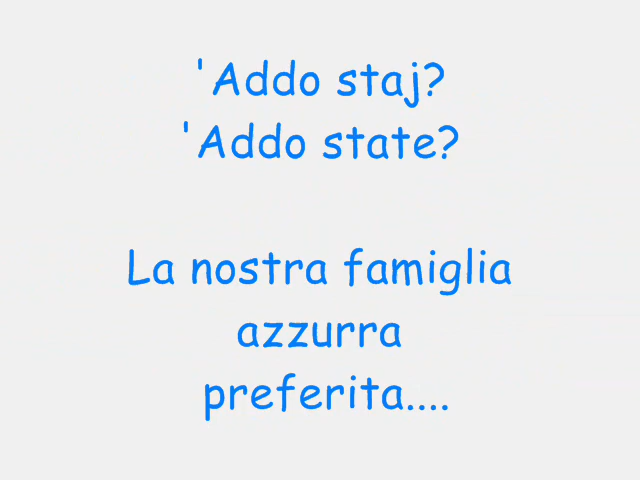 'Addo staj?
'Addo state?
La nostra famiglia
azzurra
preferita....